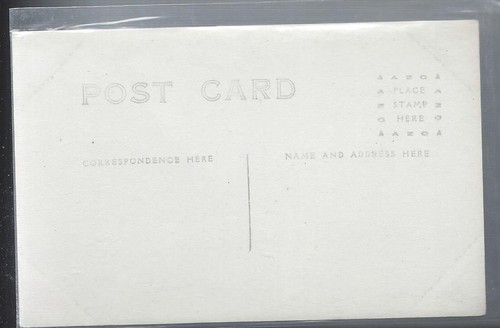 POST CARD
PLACE
STAMP
HERE
CORRESPONDENCE HERE
NAME AND ADDRESS HERE